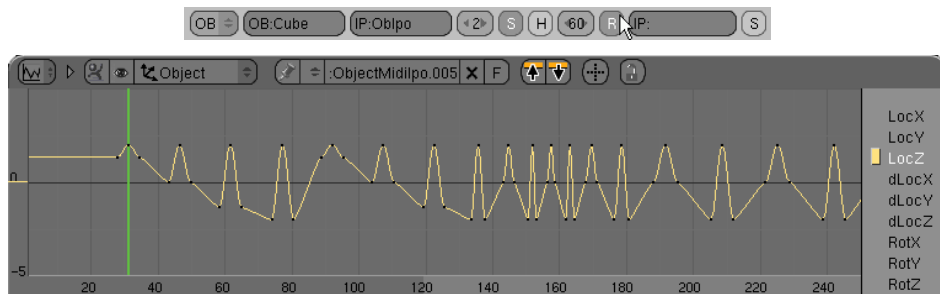 OB OB:Cube IP:ObIpo 2 S H 60 R IP: S
Object :ObjectMidiIpo.005 F
LocX
LocY
LocZ
dLocX
dLocY
dLocZ
RotX
RotY
RotZ
0
-5
20 40 60 80 100 120 140 160 180 200 220 240